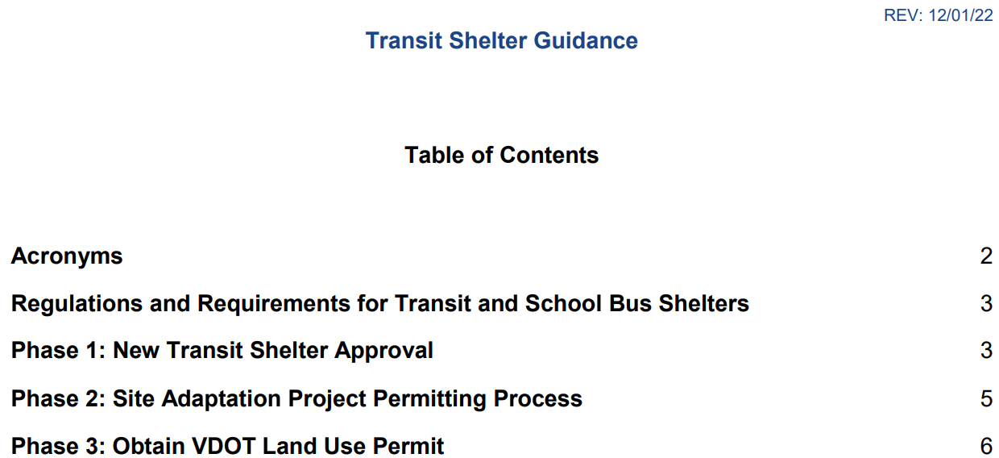 REV: 12/01/22
Transit Shelter Guidance
Table of Contents
Acronyms 2
Regulations and Requirements for Transit and School Bus Shelters 3
Phase 1: New Transit Shelter Approval 3
Phase 2: Site Adaptation Project Permitting Process 5
Phase 3: Obtain VDOT Land Use Permit 6